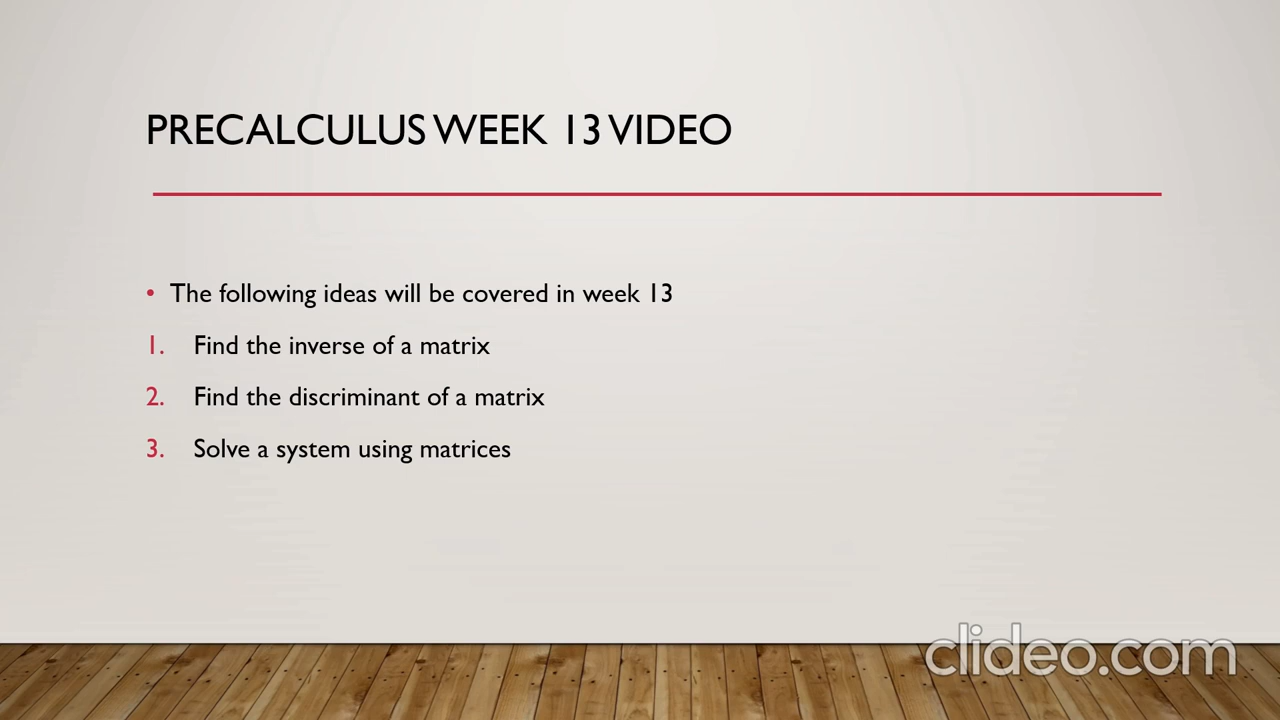 PRECALCULUS WEEK 13 VIDEO
• The following ideas will be covered in week 13
1. Find the inverse of a matrix
2. Find the discriminant of a matrix
3. Solve a system using matrices
clideo.com